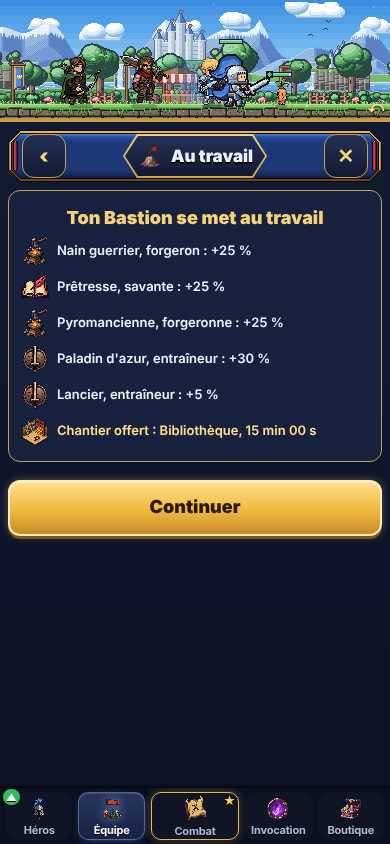 Au travail
Ton Bastion se met au travail
Nain guerrier, forgeron : +25 %
Prêtresse, savante : +25 %
Pyromancienne, forgeronne : +25 %
Paladin d'azur, entraîneur : +30 %
Lancier, entraîneur : +5 %
Chantier offert : Bibliothèque, 15 min 00 s
Continuer
Héros
Équipe
Combat
Invocation
Boutique